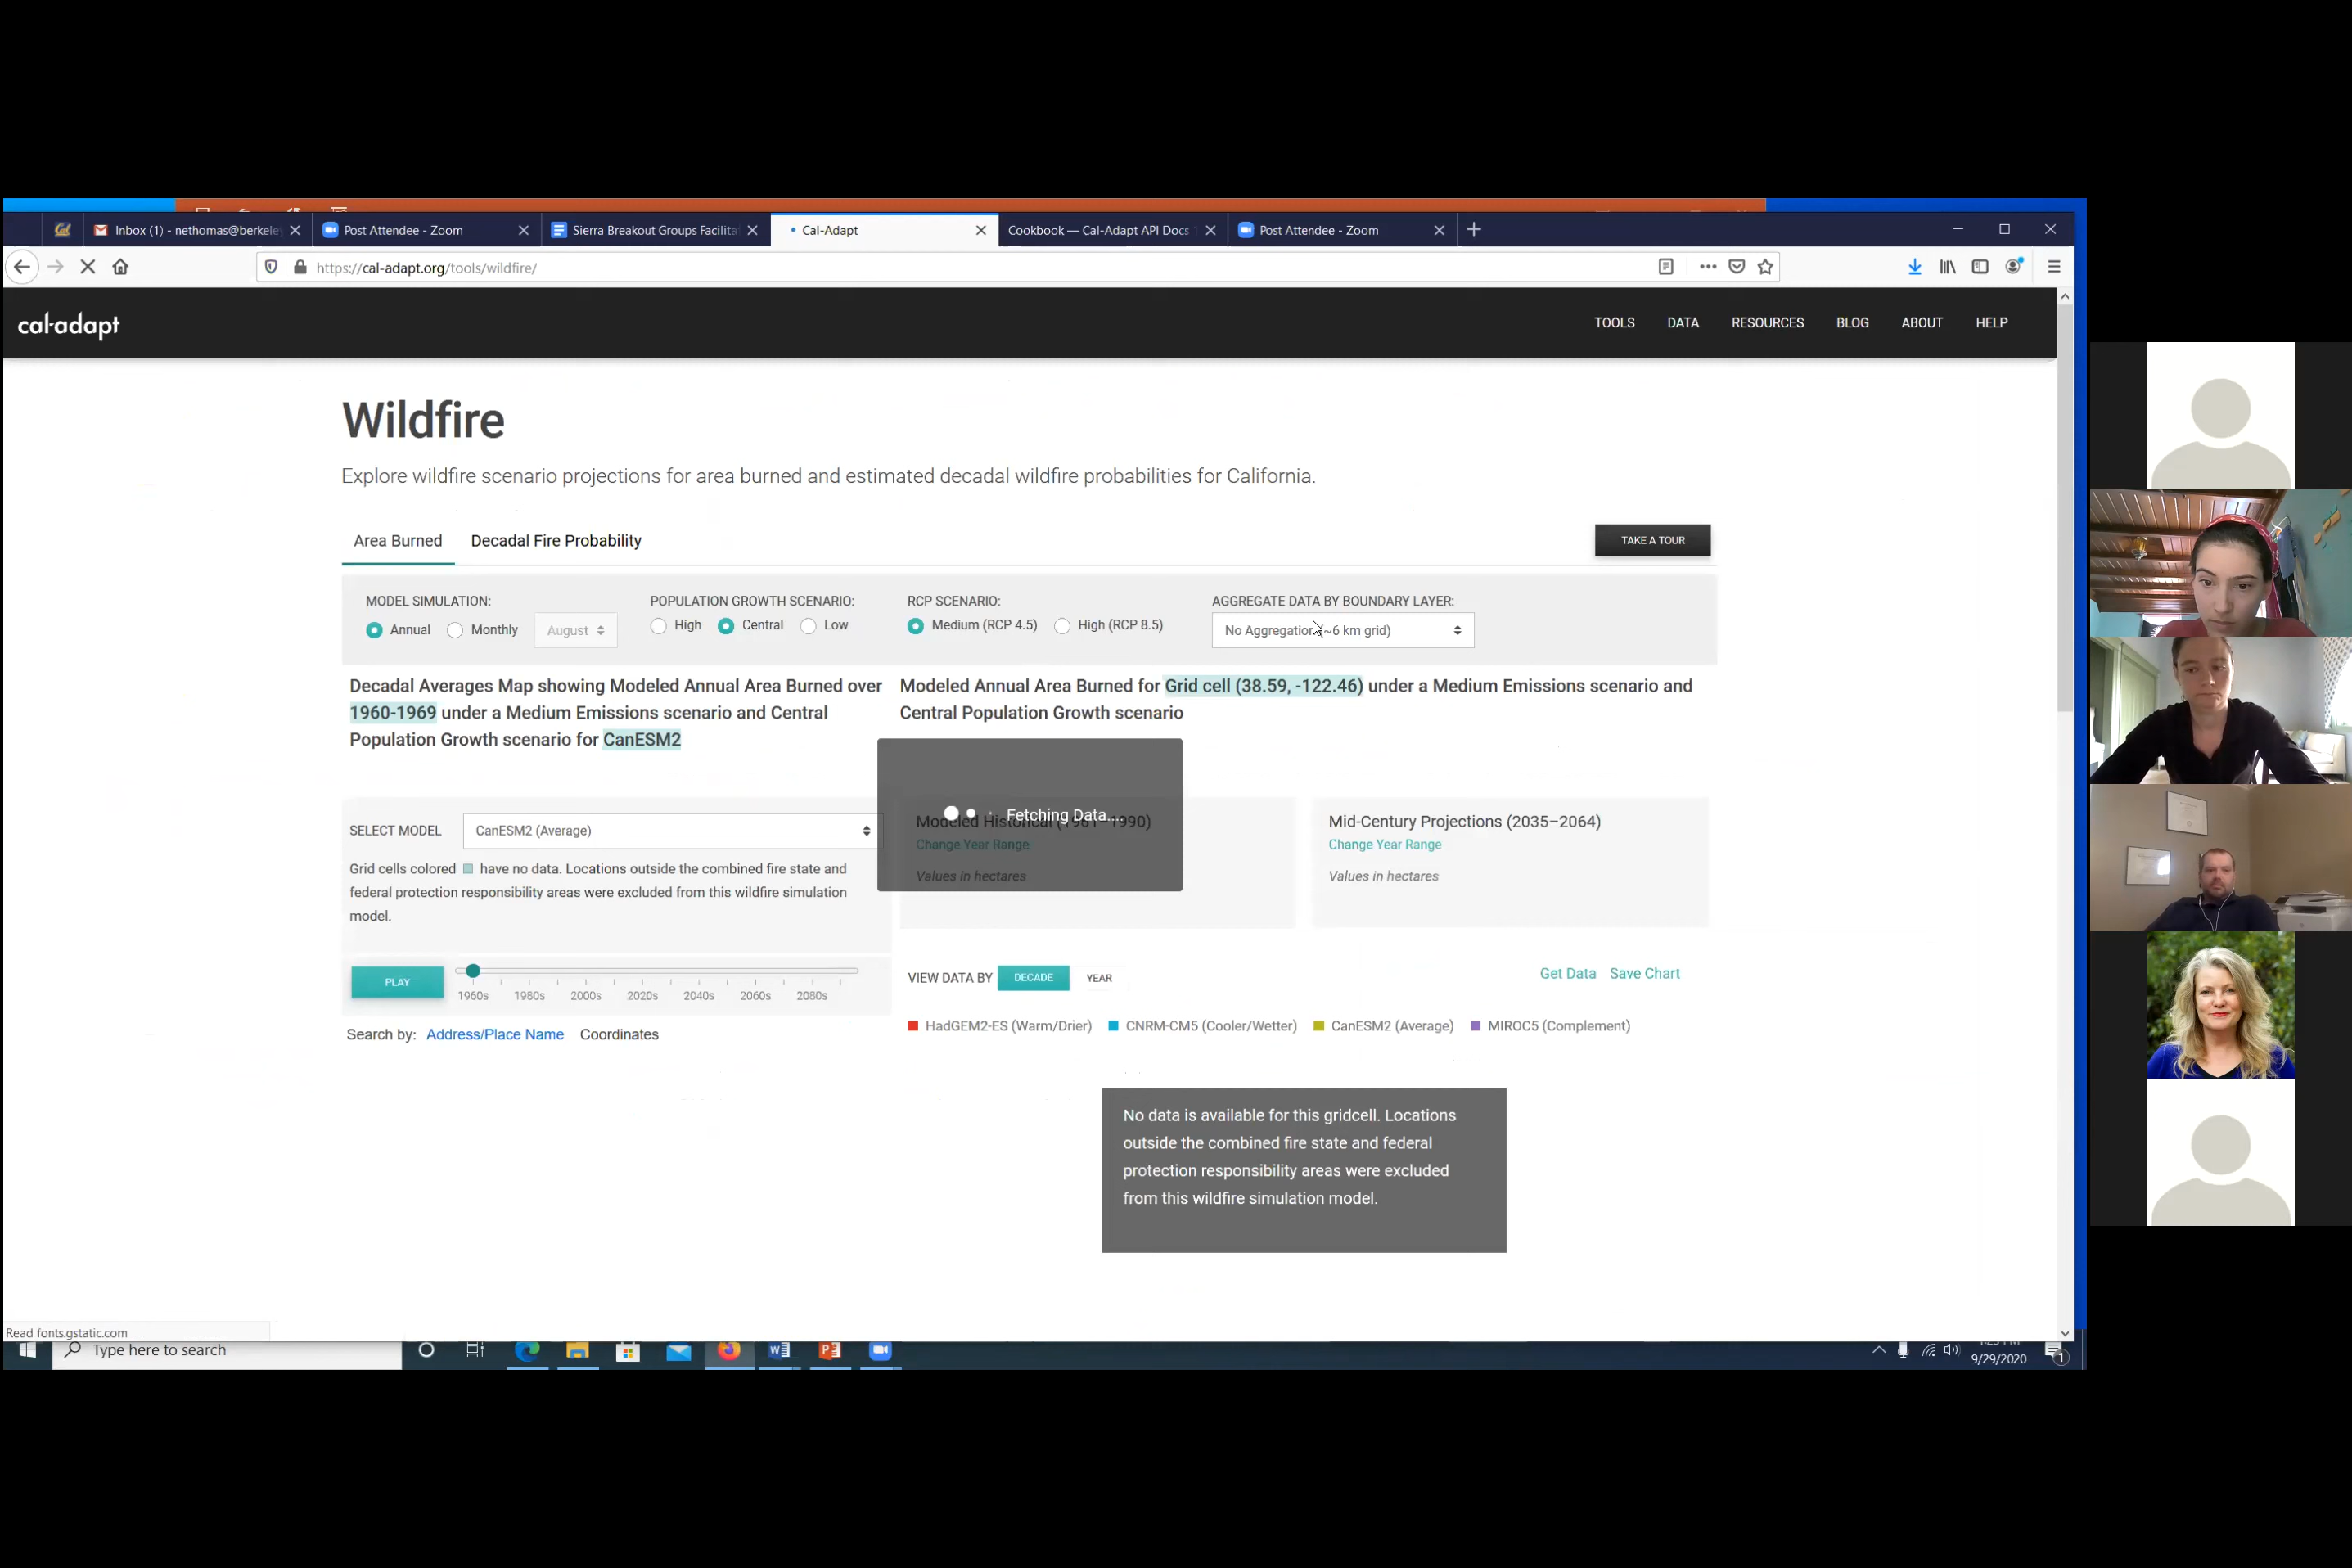 Inbox (1) - nethomas@berkele
Post Attendee - Zoom
Sierra Breakout Groups Facilita
Cal-Adapt
Cookbook — Cal-Adapt API Docs 1
Post Attendee - Zoom
https://cal-adapt.org/tools/wildfire/
cal-adapt
TOOLS DATA RESOURCES BLOG ABOUT HELP
Wildfire
Explore wildfire scenario projections for area burned and estimated decadal wildfire probabilities for California.
Area Burned Decadal Fire Probability
TAKE A TOUR
MODEL SIMULATION: POPULATION GROWTH SCENARIO: RCP SCENARIO: AGGREGATE DATA BY BOUNDARY LAYER:
Annual Monthly August High Central Low Medium (RCP 4.5) High (RCP 8.5) No Aggregation (~6 km grid)
Decadal Averages Map showing Modeled Annual Area Burned over
1960-1969 under a Medium Emissions scenario and Central
Population Growth scenario for CanESM2
Modeled Annual Area Burned for Grid cell (38.59, -122.46) under a Medium Emissions scenario and
Central Population Growth scenario
SELECT MODEL CanESM2 (Average)
Grid cells colored have no data. Locations outside the combined fire state and
federal protection responsibility areas were excluded from this wildfire simulation
model.
Fetching Data....
Modeled Historical (1961–1990)
Change Year Range
Values in hectares
Mid-Century Projections (2035–2064)
Change Year Range
Values in hectares
PLAY
1960s 1980s 2000s 2020s 2040s 2060s 2080s
VIEW DATA BY DECADE YEAR
Get Data Save Chart
Search by: Address/Place Name Coordinates
HadGEM2-ES (Warm/Drier) CNRM-CM5 (Cooler/Wetter) CanESM2 (Average) MIROC5 (Complement)
No data is available for this gridcell. Locations
outside the combined fire state and federal
protection responsibility areas were excluded
from this wildfire simulation model.
Read fonts.gstatic.com
Type here to search
9/29/2020
1